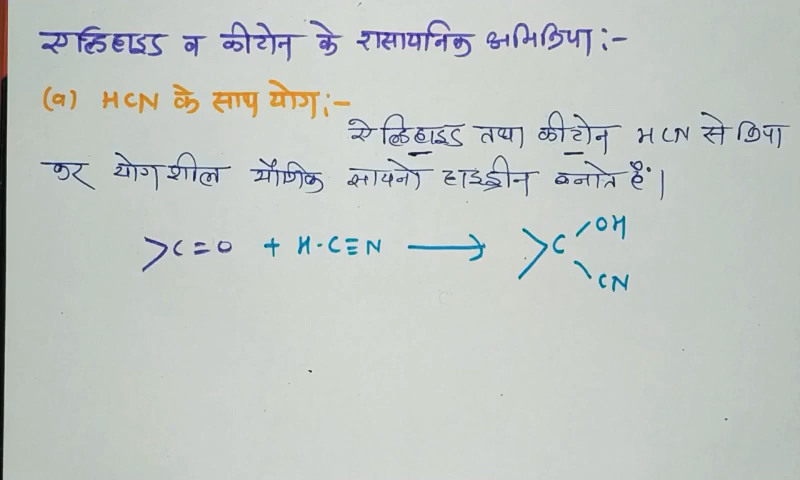 एल्डिहाइड व कीटोन के रासायनिक अभिक्रिया :-
(a) HCN के साथ योग :-
एल्डिहाइड तथा कीटोन HCN से क्रिया
कर योगशील यौगिक सायनो हाइड्रीन बनाते हैं।
>C=O + H-C≡N ⟶ >C
OH
CN